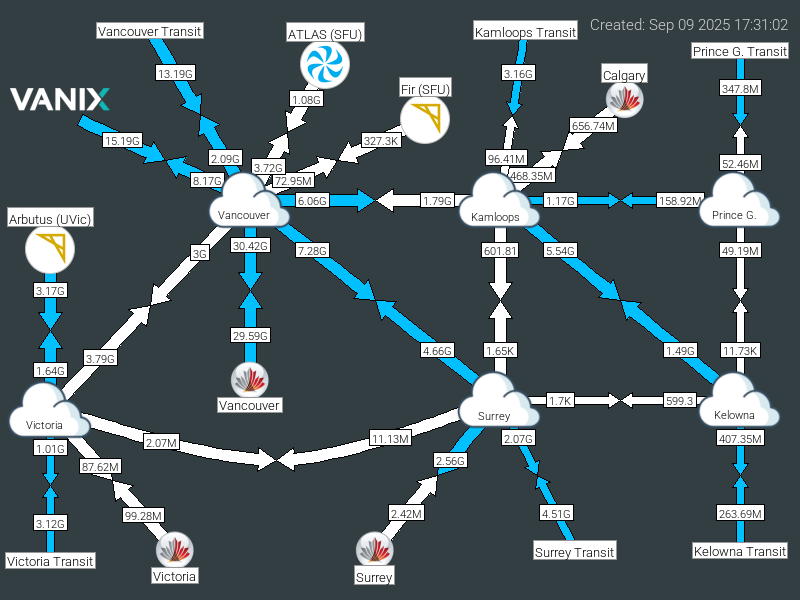 Created: Sep 09 2025 17:31:02
Vancouver Transit
ATLAS (SFU)
Kamloops Transit
Prince G. Transit
13.19G
3.16G
Calgary
347.8M
VANIX
1.08G
Fir (SFU)
656.74M
15.19G
327.3K
2.09G
3.72G
96.41M
52.46M
8.17G
72.95M
468.35M
6.06G
1.79G
1.17G
158.92M
Arbutus (UVic)
Vancouver
Kamloops
Prince G.
3G
30.42G
7.28G
601.81
5.54G
49.19M
3.17G
29.59G
3.79G
4.66G
1.65K
1.49G
11.73K
1.64G
Vancouver
1.7K
599.3
Victoria
Surrey
Kelowna
1.01G
2.07M
11.13M
2.07G
407.35M
87.62M
2.56G
99.28M
2.42M
4.51G
263.69M
3.12G
Victoria Transit
Victoria
Surrey
Surrey Transit
Kelowna Transit